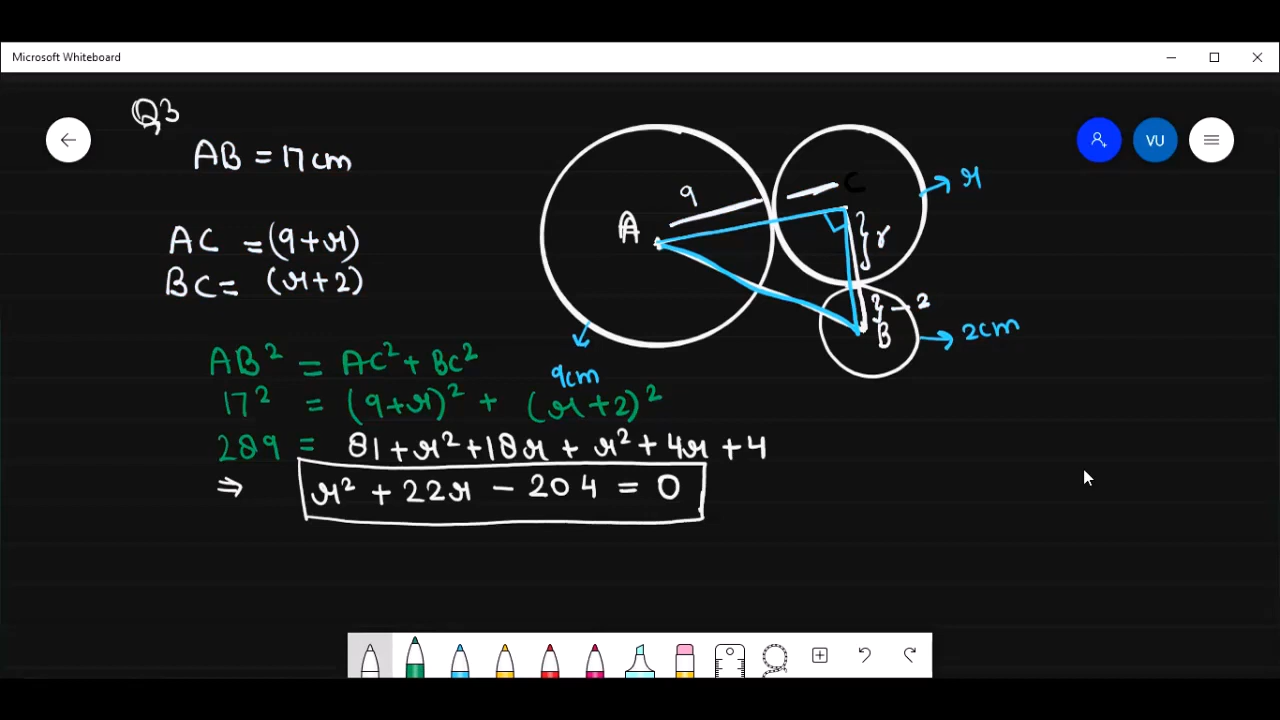 Microsoft Whiteboard
Q3
AB = 17 cm
AC = (9+r)
BC = (r+2)
AB² = AC² + BC²
17² = (9+r)² + (r+2)²
289 = 81 + r² + 18r + r² + 4r + 4
⇒ r² + 22r - 204 = 0
A
9
C
r
r
2
B
2cm
9cm
VU